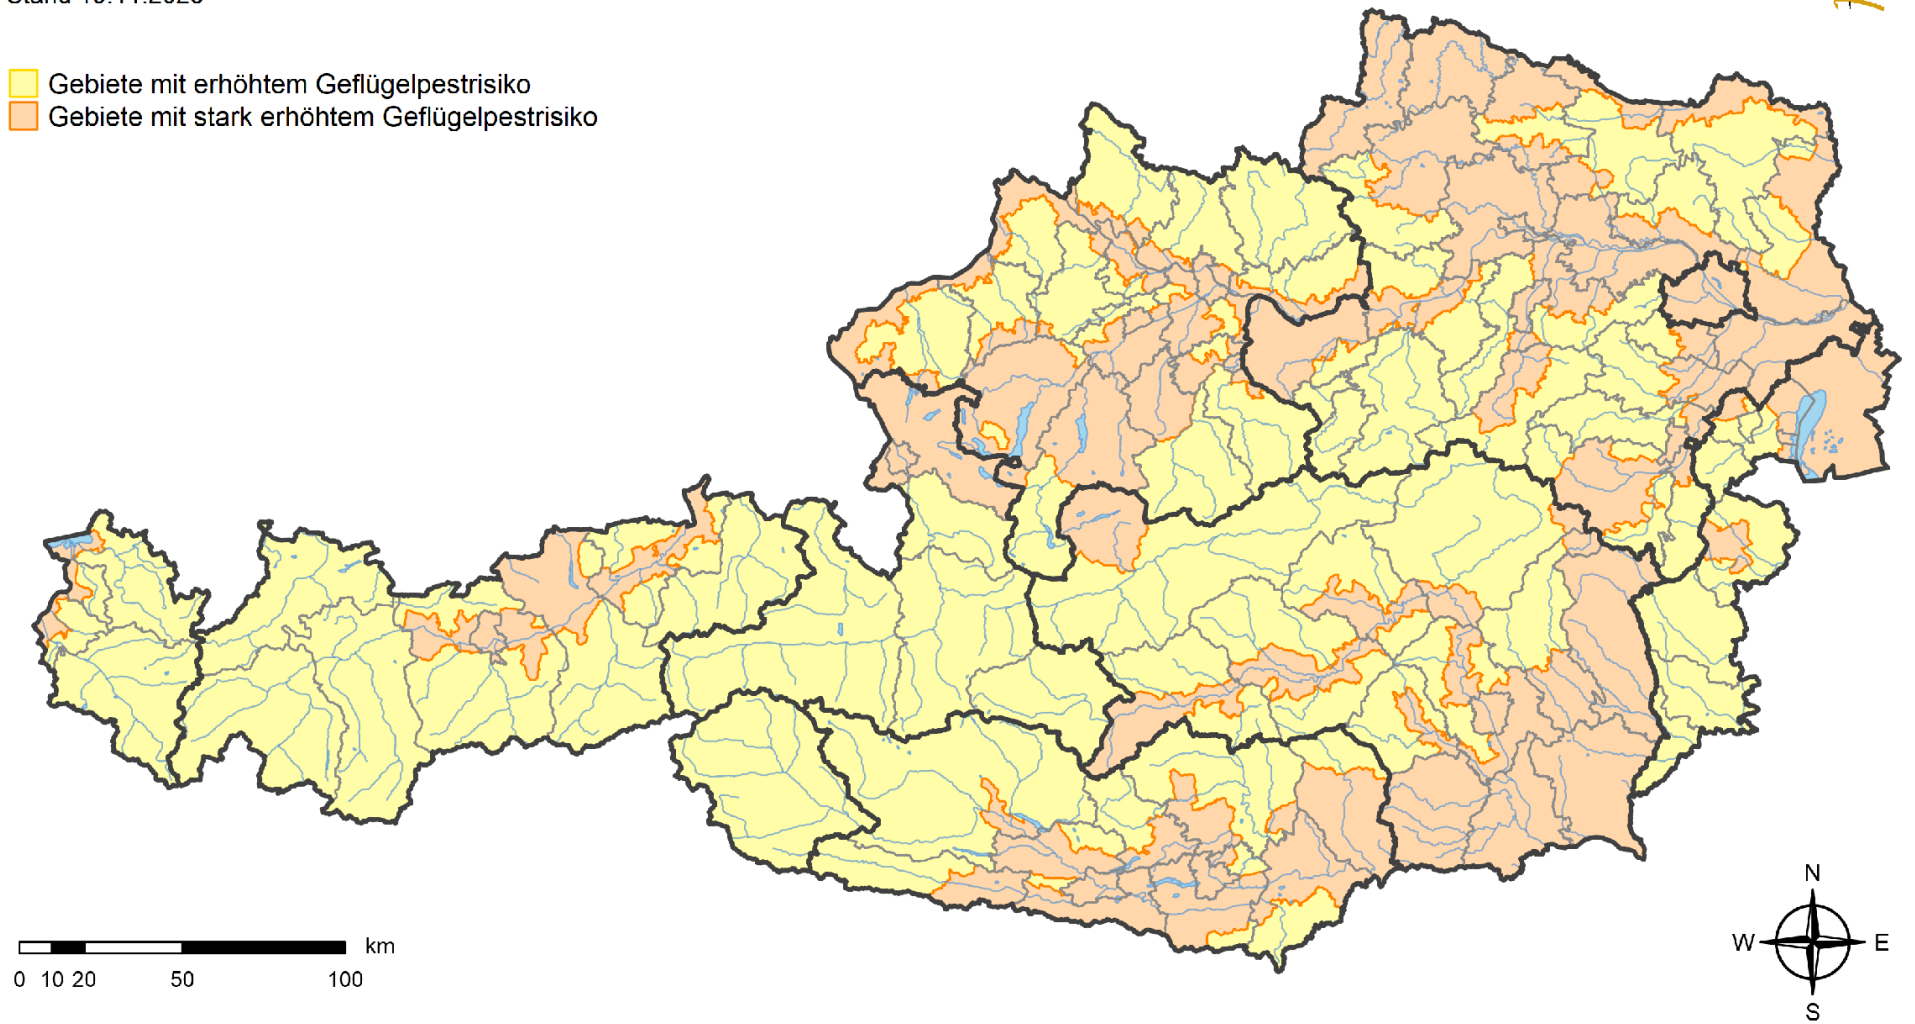 Gebiete mit erhöhtem Geflügelpestrisiko
Gebiete mit stark erhöhtem Geflügelpestrisiko
km
0 10 20 50 100
N
W E
S